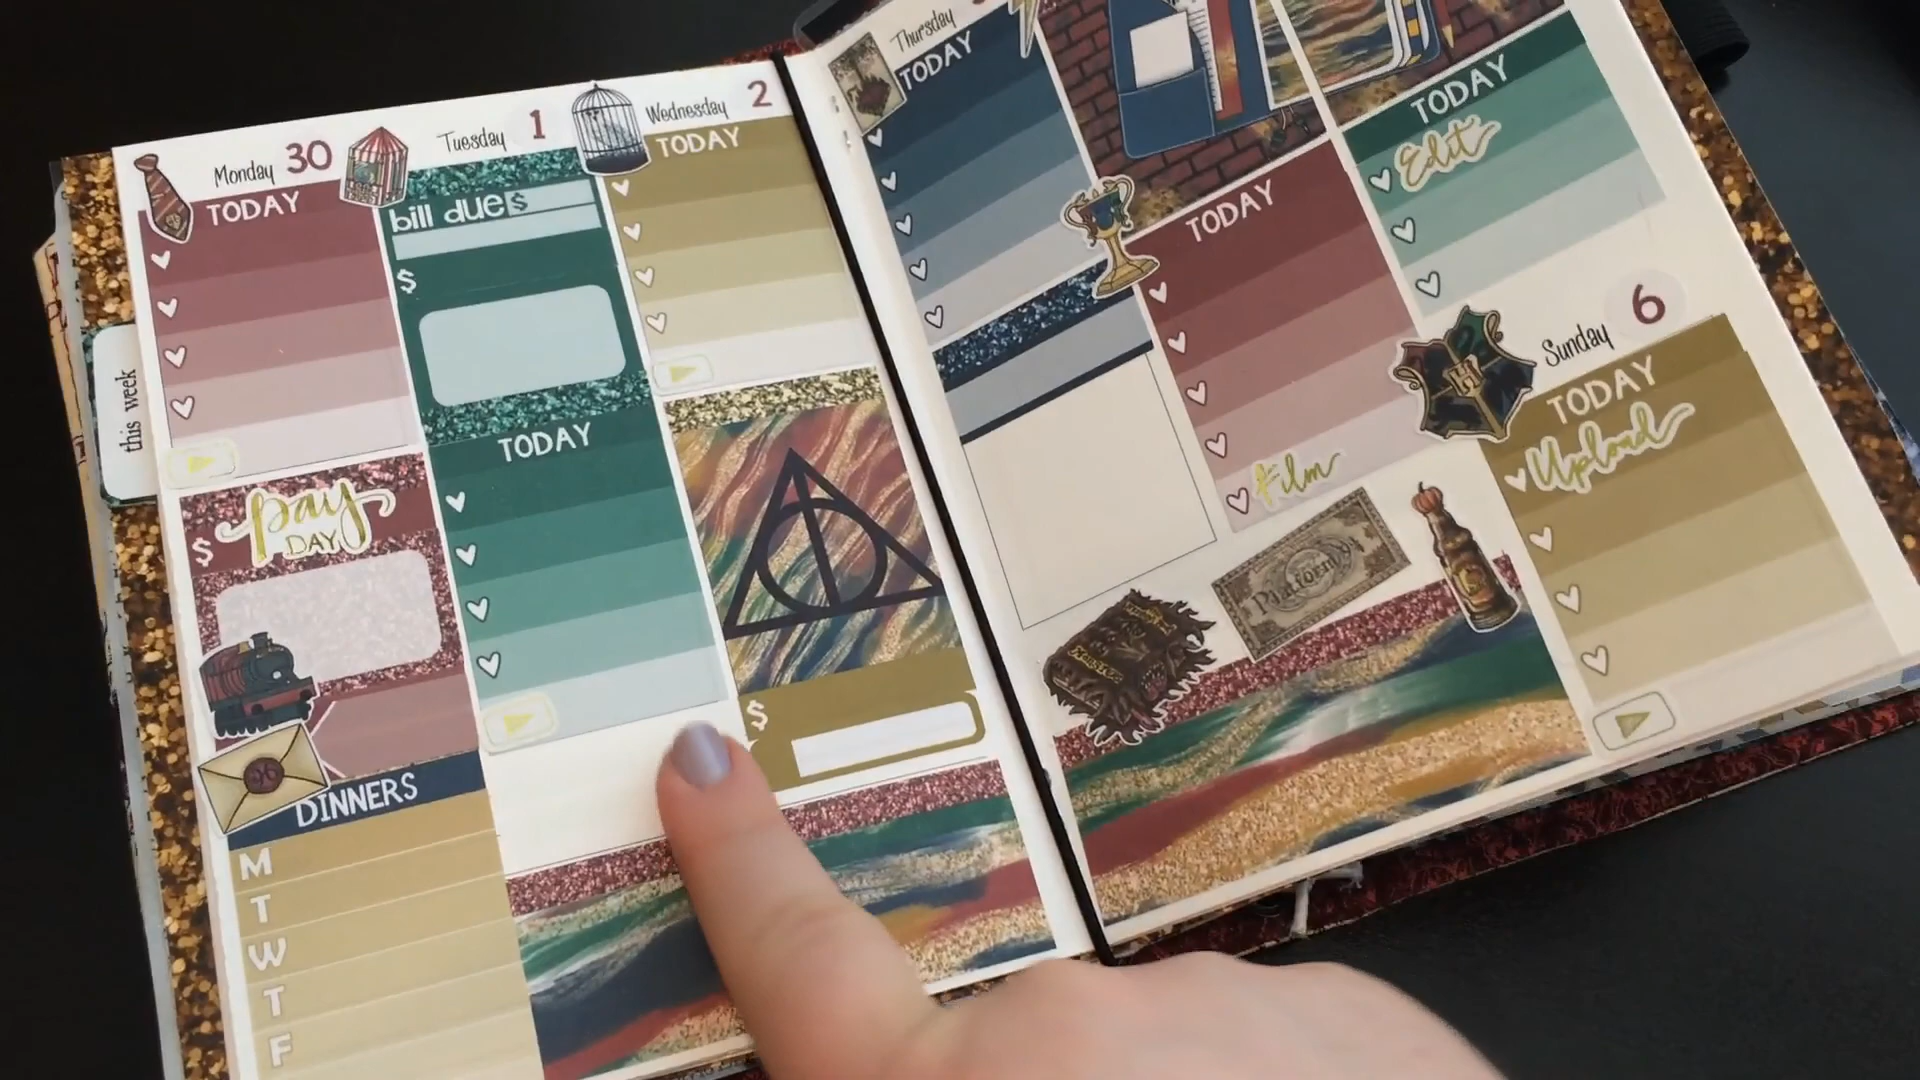 this week
Monday 30
TODAY
$
pay
DAY
DINNERS
M
T
W
T
F
Tuesday 1
bill due $
$
TODAY
Wednesday 2
TODAY
$
Thursday
TODAY
TODAY
Film
TODAY
Edit
Platform
H
Sunday 6
TODAY
Upload